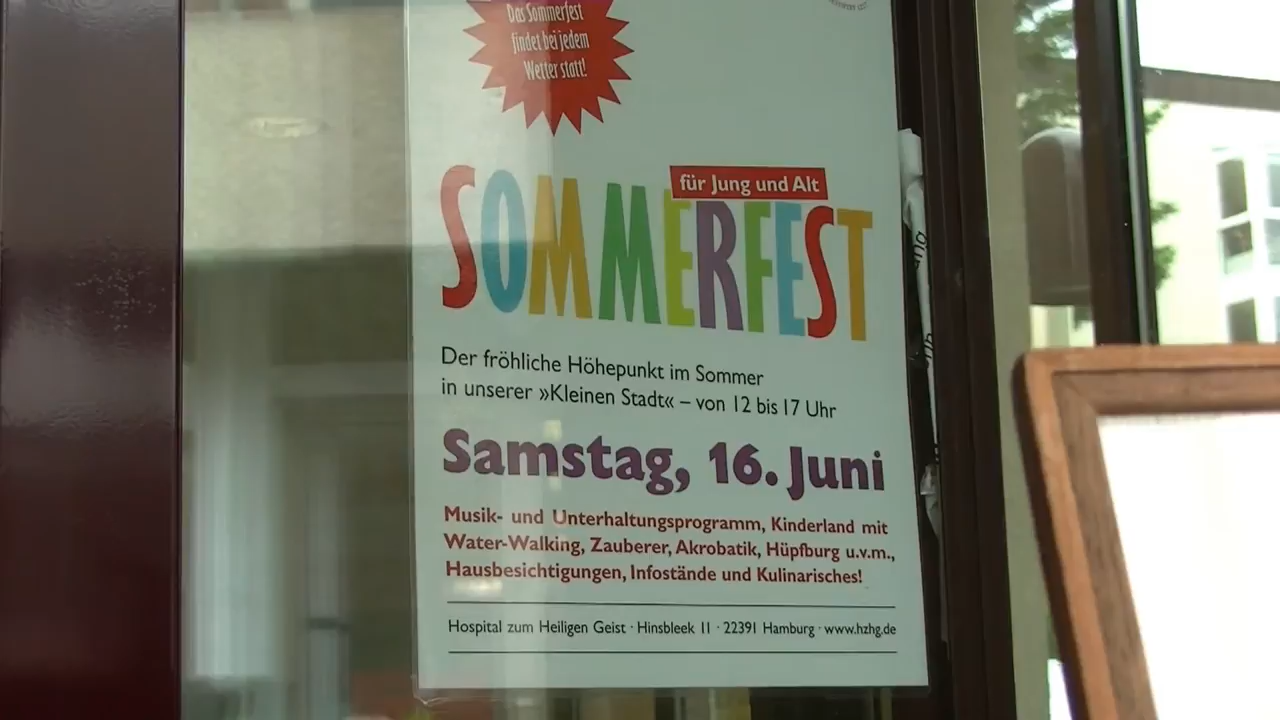 Das Sommerfest
findet bei jedem
Wetter statt!
für Jung und Alt
SOMMERFEST
Der fröhliche Höhepunkt im Sommer
in unserer »Kleinen Stadt« – von 12 bis 17 Uhr
Samstag, 16. Juni
Musik- und Unterhaltungsprogramm, Kinderland mit
Water-Walking, Zauberer, Akrobatik, Hüpfburg u.v.m.,
Hausbesichtigungen, Infostände und Kulinarisches!
Hospital zum Heiligen Geist · Hinsbleek 11 · 22391 Hamburg · www.hzhg.de